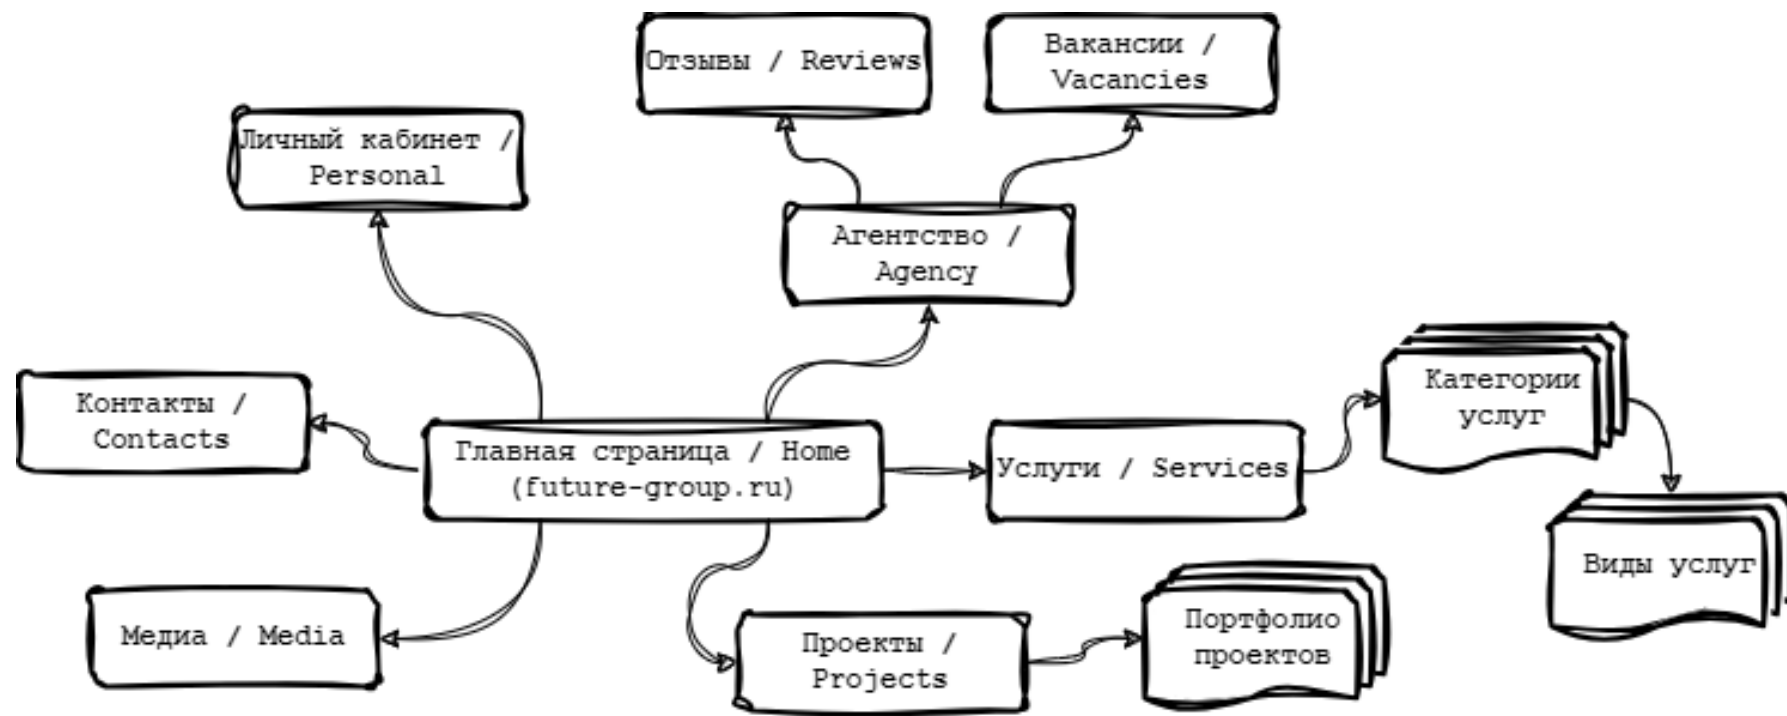 Отзывы / Reviews
Вакансии /
Vacancies
Личный кабинет /
Personal
Агентство /
Agency
Контакты /
Contacts
Категории
услуг
Главная страница / Home
(future-group.ru)
Услуги / Services
Виды услуг
Медиа / Media
Проекты /
Projects
Портфолио
проектов